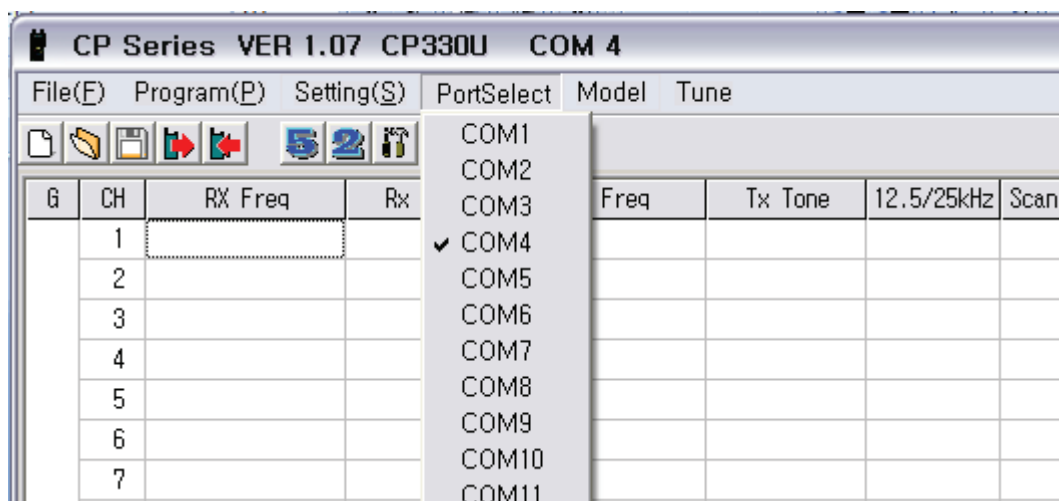 CP Series VER 1.07 CP330U COM 4
File(F) Program(P) Setting(S) PortSelect Model Tune
5 2
COM1
COM2
COM3
COM4
COM5
COM6
COM7
COM8
COM9
COM10
COM11
G CH RX Freq Rx Freq Tx Tone 12.5/25kHz Scan
1
2
3
4
5
6
7